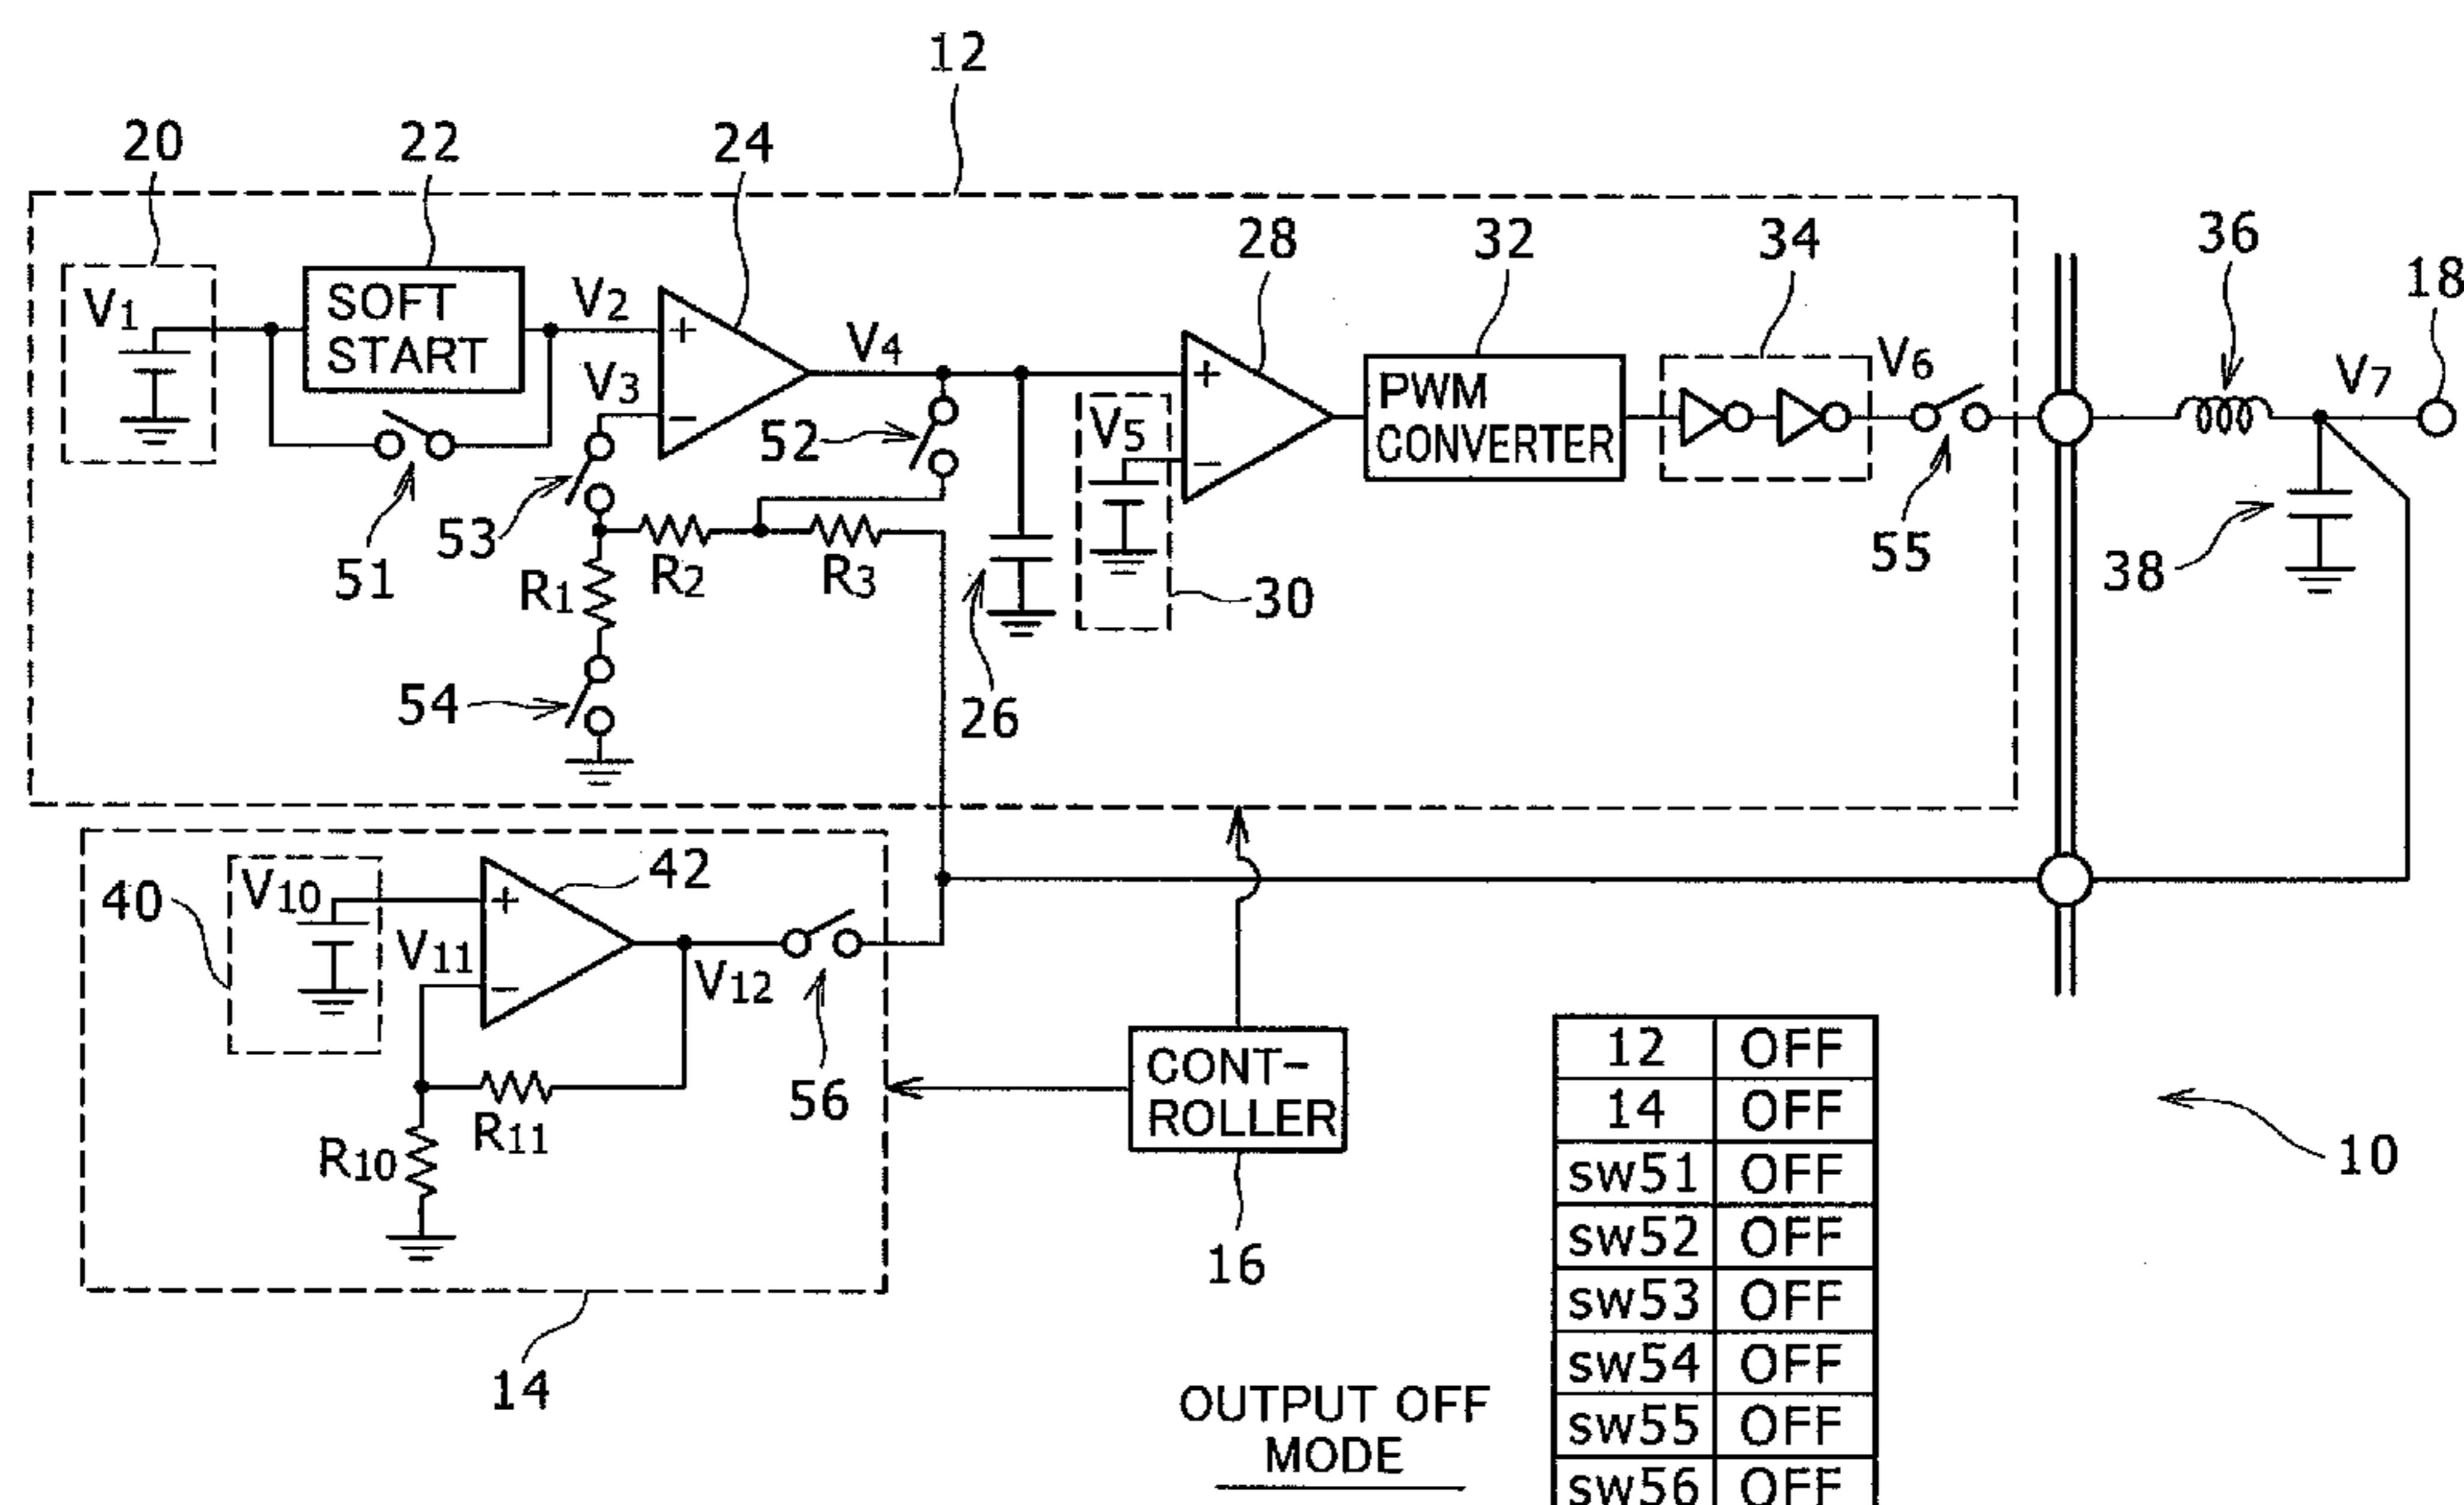 12
20
22
24
28
32
34
36
18
V1
SOFT
START
V2
V3
V4
V5
PWM
CONVERTER
V6
V7
51
52
53
R1
R2
R3
26
30
55
38
54
40
V10
V11
42
V12
56
R10
R11
14
CONT-
ROLLER
16
10
OUTPUT OFF
MODE
12 OFF
14 OFF
sw51 OFF
sw52 OFF
sw53 OFF
sw54 OFF
sw55 OFF
sw56 OFF